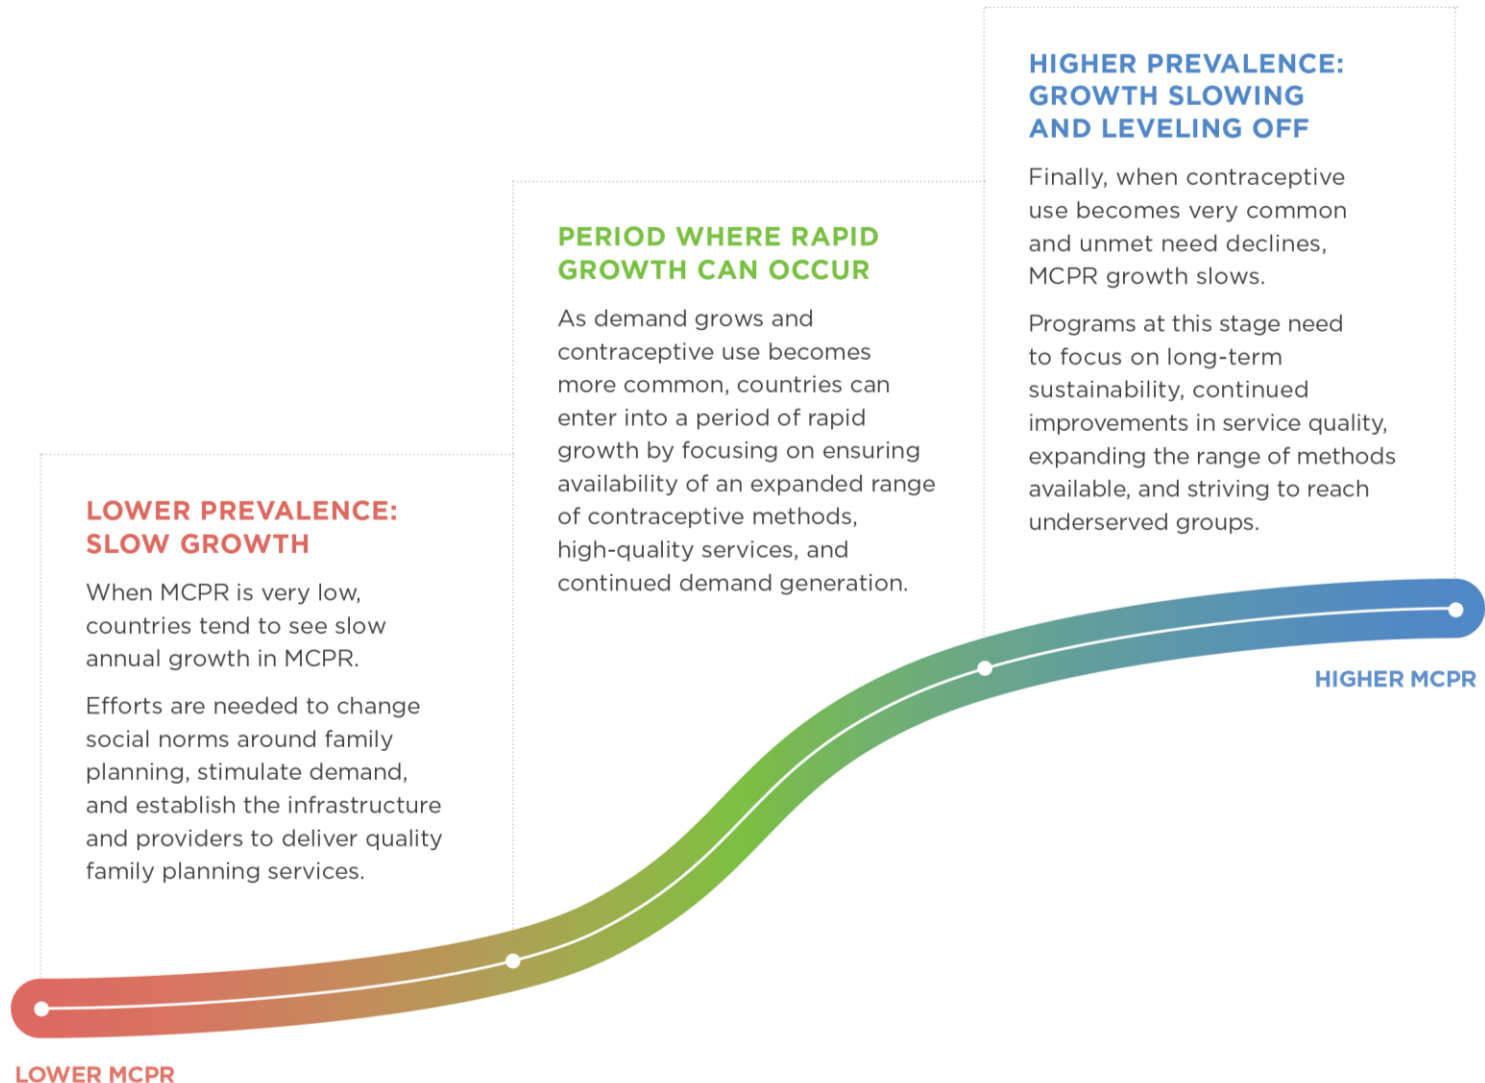 LOWER PREVALENCE:
SLOW GROWTH
When MCPR is very low,
countries tend to see slow
annual growth in MCPR.
Efforts are needed to change
social norms around family
planning, stimulate demand,
and establish the infrastructure
and providers to deliver quality
family planning services.
LOWER MCPR
PERIOD WHERE RAPID
GROWTH CAN OCCUR
As demand grows and
contraceptive use becomes
more common, countries can
enter into a period of rapid
growth by focusing on ensuring
availability of an expanded range
of contraceptive methods,
high-quality services, and
continued demand generation.
HIGHER PREVALENCE:
GROWTH SLOWING
AND LEVELING OFF
Finally, when contraceptive
use becomes very common
and unmet need declines,
MCPR growth slows.
Programs at this stage need
to focus on long-term
sustainability, continued
improvements in service quality,
expanding the range of methods
available, and striving to reach
underserved groups.
HIGHER MCPR